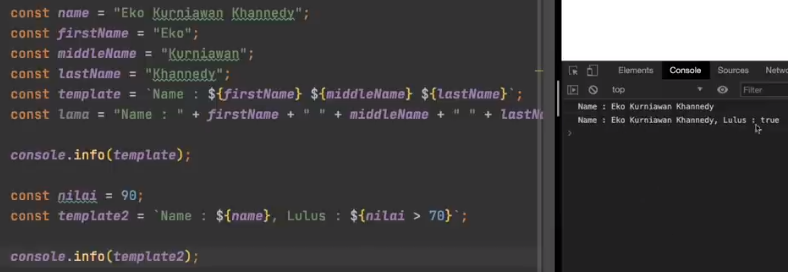 const name = "Eko Kurniawan Khannedy";
const firstName = "Eko";
const middleName = "Kurniawan";
const lastName = "Khannedy";
const template = `Name : ${firstName} ${middleName} ${lastName}`;
const lama = "Name : " + firstName + " " + middleName + " " + lastNa
console.info(template);
const nilai = 90;
const template2 = `Name : ${name}, Lulus : ${nilai > 70}`;
console.info(template2);
Elements Console Sources Netwo
top Filter
Name : Eko Kurniawan Khannedy
Name : Eko Kurniawan Khannedy, Lulus : true